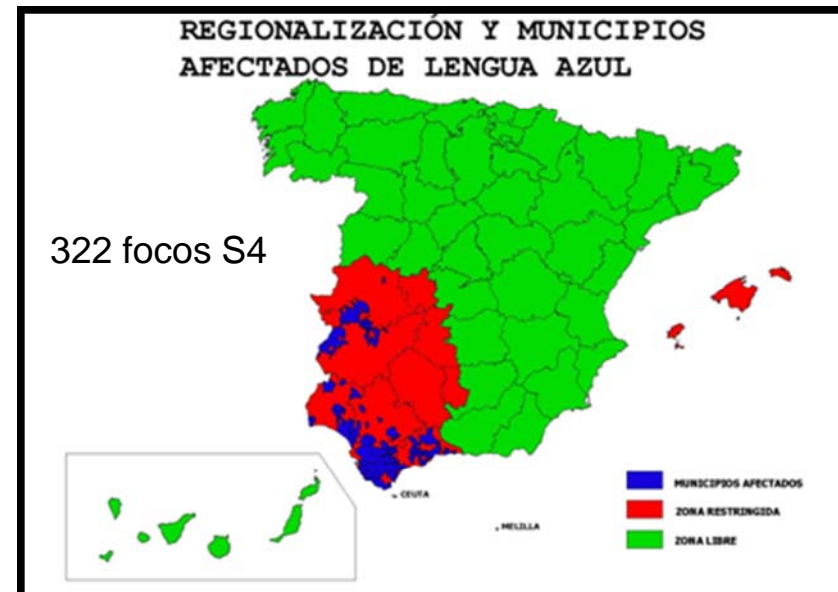 REGIONALIZACIÓN Y MUNICIPIOS
AFECTADOS DE LENGUA AZUL
322 focos S4
CEUTA
MELILLA
MUNICIPIOS AFECTADOS
ZONA RESTRINGIDA
ZONA LIBRE